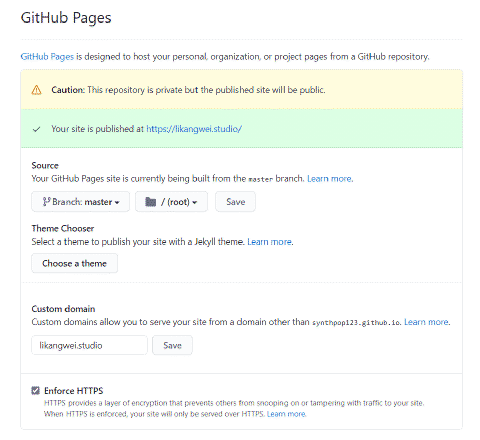 GitHub Pages
GitHub Pages is designed to host your personal, organization, or project pages from a GitHub repository.
Caution: This repository is private but the published site will be public.
Your site is published at https://likangwei.studio/
Source
Your GitHub Pages site is currently being built from the master branch. Learn more.
Branch: master / (root) Save
Theme Chooser
Select a theme to publish your site with a Jekyll theme. Learn more.
Choose a theme
Custom domain
Custom domains allow you to serve your site from a domain other than synthpop123.github.io. Learn more.
likangwei.studio Save
Enforce HTTPS
HTTPS provides a layer of encryption that prevents others from snooping on or tampering with traffic to your site.
When HTTPS is enforced, your site will only be served over HTTPS. Learn more.